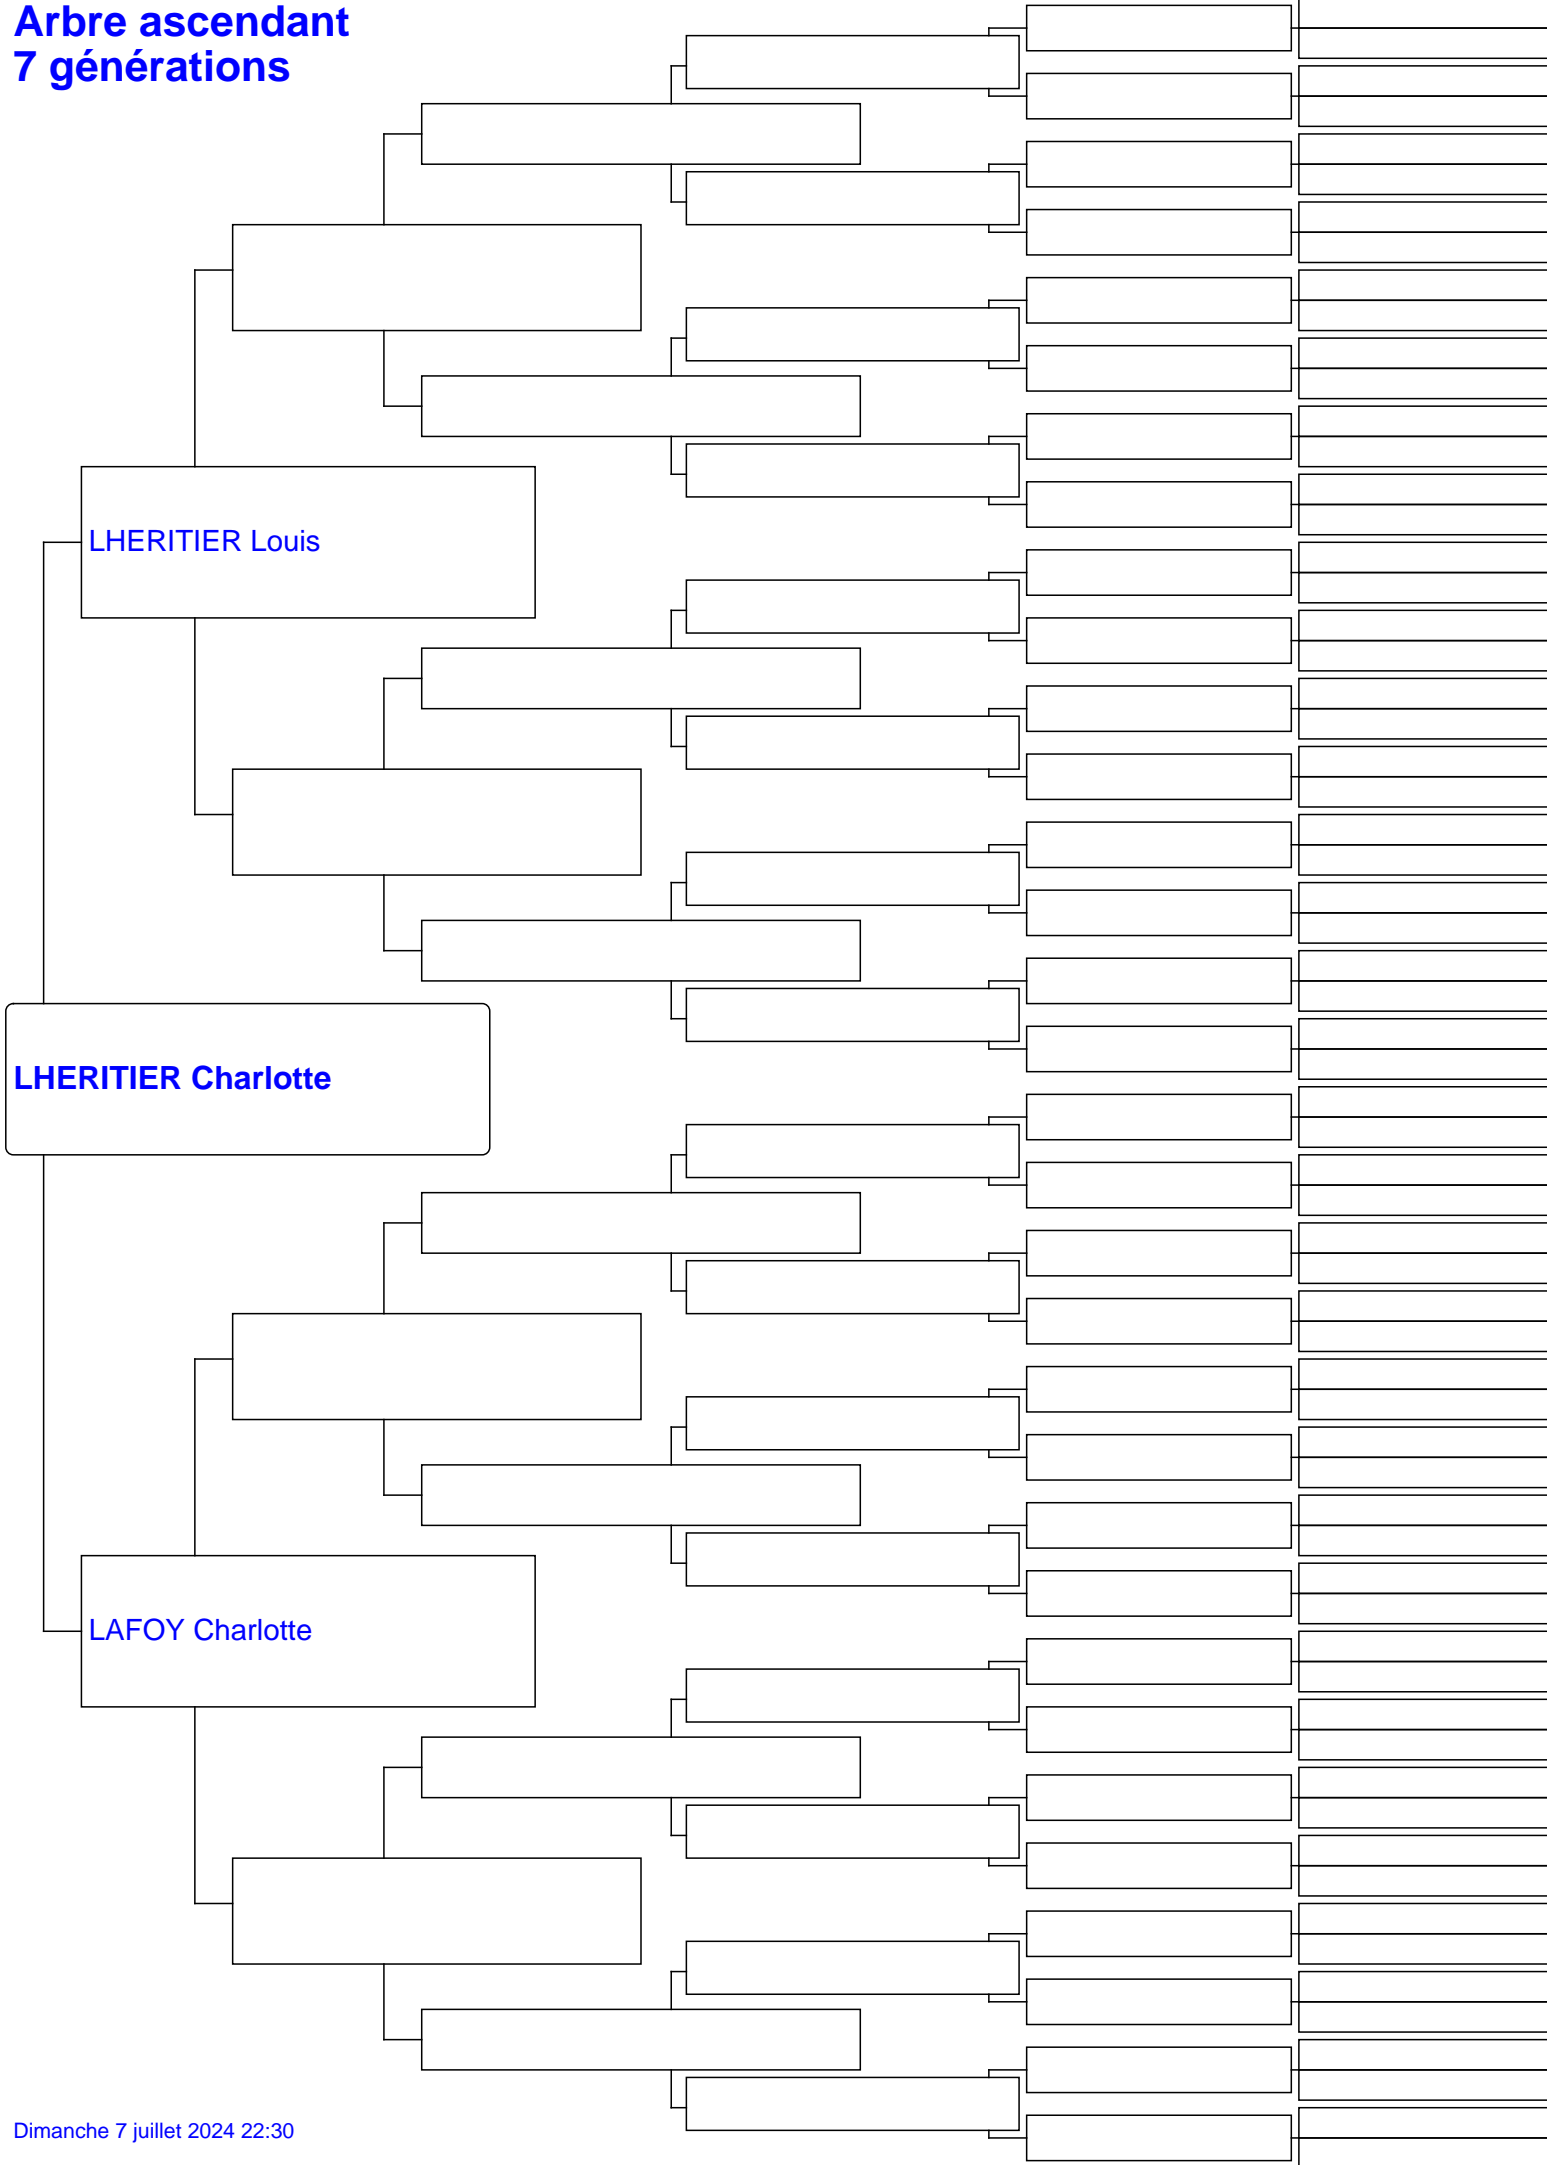 Arbre ascendant
7 générations
LHERITIER Louis
LHERITIER Charlotte
LAFOY Charlotte
Dimanche 7 juillet 2024 22:30